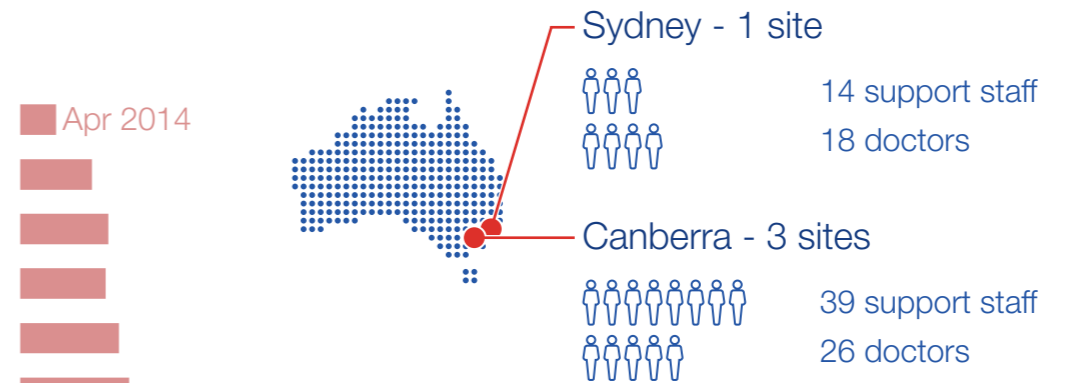 Apr 2014
Sydney - 1 site
14 support staff
18 doctors
Canberra - 3 sites
39 support staff
26 doctors